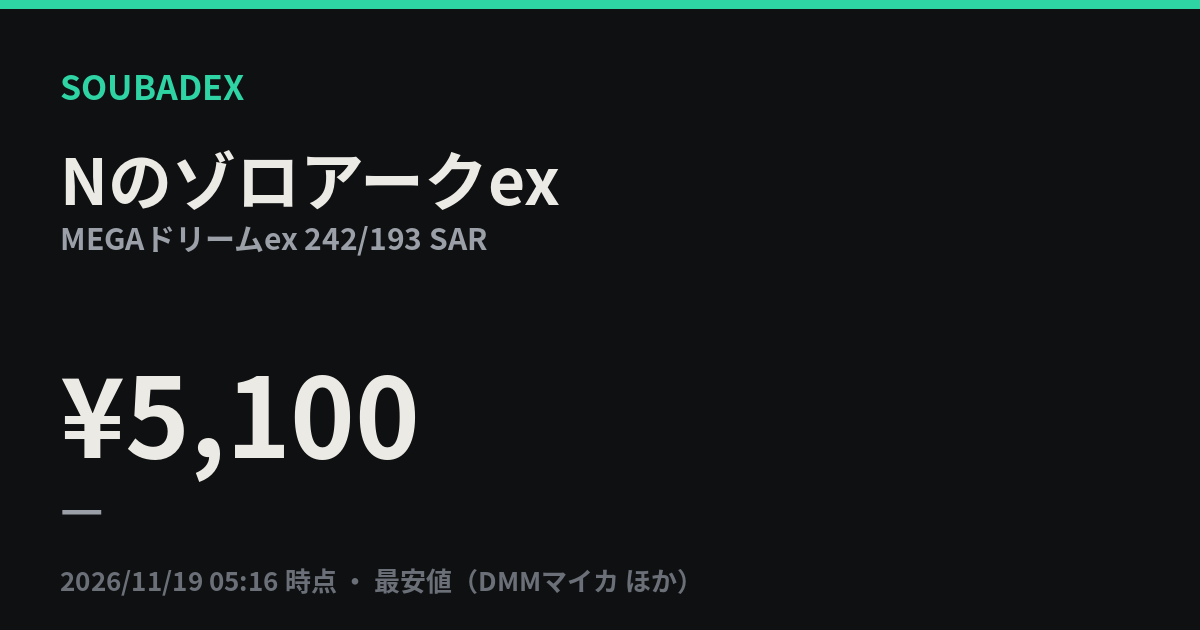 SOUBADEX
Nのゾロアークex
MEGAドリームex 242/193 SAR
¥5,100
—
2026/11/19 05:16 時点 ・ 最安値（DMMマイカ ほか）